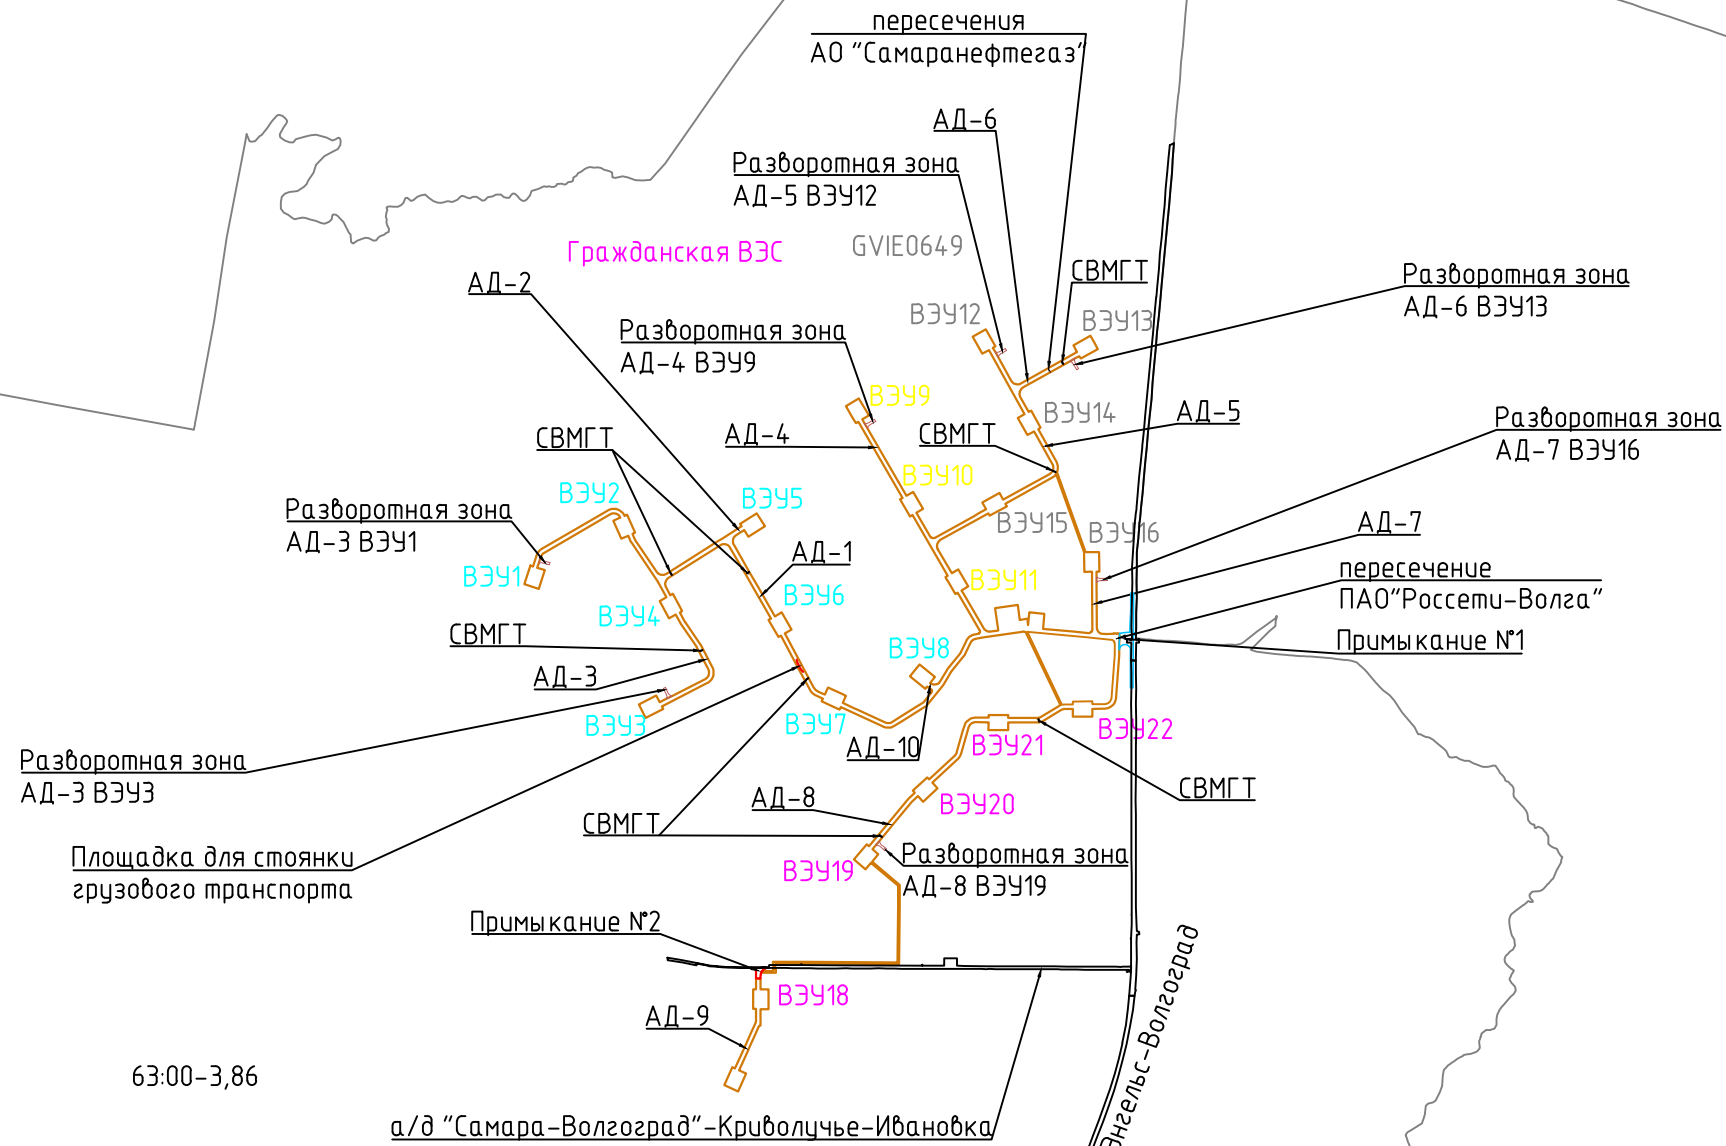 пересечения
АО "Самаранефтегаз"
АД-6
Разворотная зона
АД-5 ВЭУ12
Гражданская ВЭС
GVIE0649
СВМГТ
Разворотная зона
АД-6 ВЭУ13
АД-2
ВЭУ12
ВЭУ13
Разворотная зона
АД-4 ВЭУ9
ВЭУ9
ВЭУ14
АД-5
Разворотная зона
АД-7 ВЭУ16
СВМГТ
АД-4
СВМГТ
ВЭУ10
ВЭУ2
ВЭУ5
Разворотная зона
АД-3 ВЭУ1
ВЭУ15
ВЭУ16
АД-7
АД-1
ВЭУ1
ВЭУ11
пересечение
ПАО"Россети-Волга"
ВЭУ6
ВЭУ4
СВМГТ
ВЭУ8
Примыкание №1
АД-3
ВЭУ3
ВЭУ7
АД-10
ВЭУ21
ВЭУ22
Разворотная зона
АД-3 ВЭУ3
СВМГТ
АД-8
ВЭУ20
СВМГТ
Площадка для стоянки
грузового транспорта
ВЭУ19
Разворотная зона
АД-8 ВЭУ19
Примыкание №2
ВЭУ18
АД-9
63:00-3,86
а/д "Самара-Волгоград"-Криволучье-Ивановка
Энгельс-Волгоград